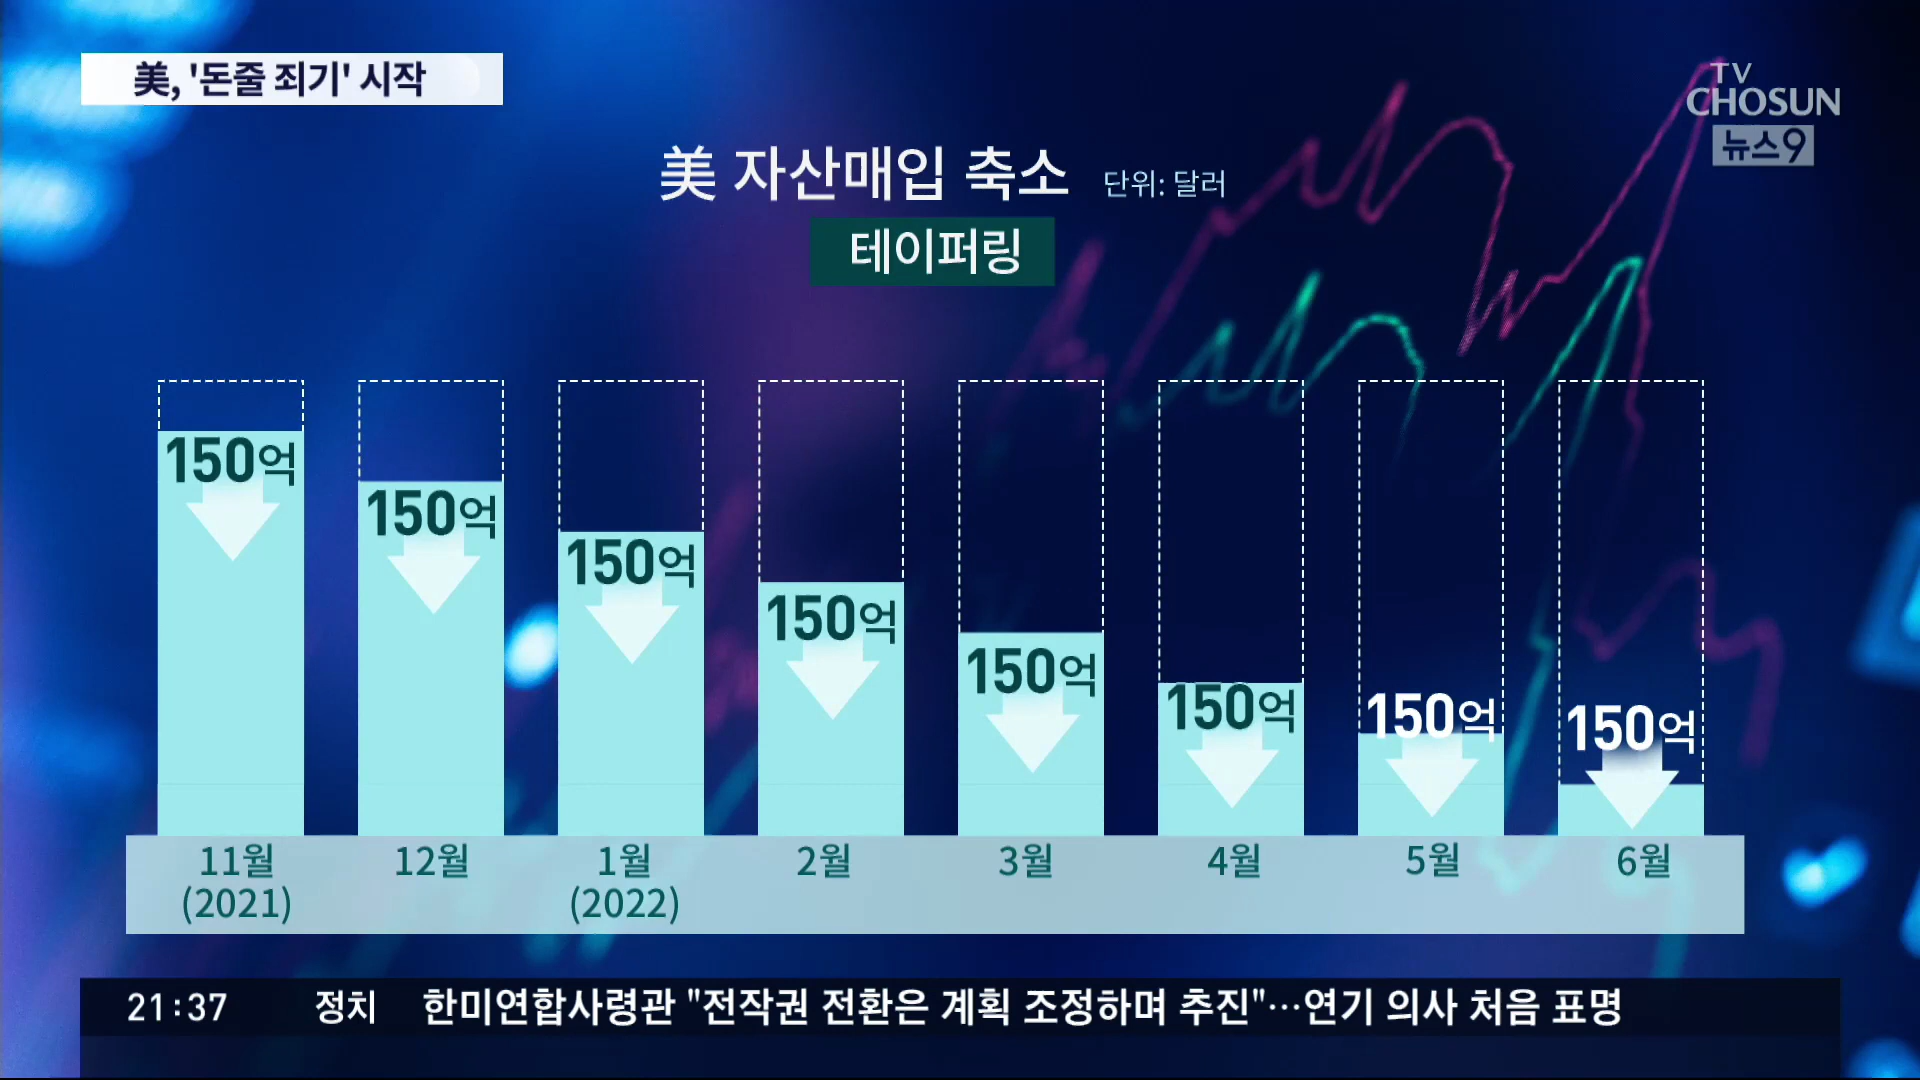 美, '돈줄 죄기' 시작
TV
CHOSUN
뉴스9
美 자산매입 축소 단위: 달러
테이퍼링
150억
150억
150억
150억
150억
150억
150억
150억
11월 12월 1월 2월 3월 4월 5월 6월
(2021) (2022)
21:37 정치 한미연합사령관 "전작권 전환은 계획 조정하며 추진"…연기 의사 처음 표명